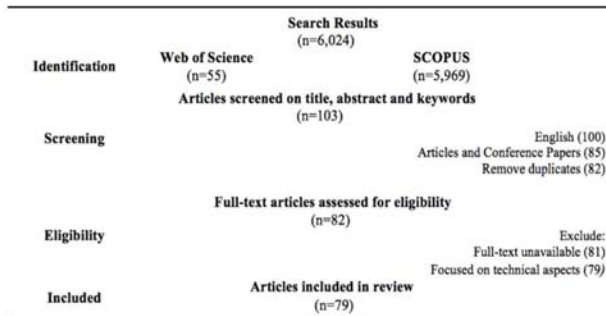 Search Results
(n=6,024)
Web of Science SCOPUS
Identification
(n=55) (n=5,969)
Articles screened on title, abstract and keywords
(n=103)
Screening
English (100)
Articles and Conference Papers (85)
Remove duplicates (82)
Full-text articles assessed for eligibility
(n=82)
Eligibility
Exclude:
Full-text unavailable (81)
Focused on technical aspects (79)
Articles included in review
Included
(n=79)